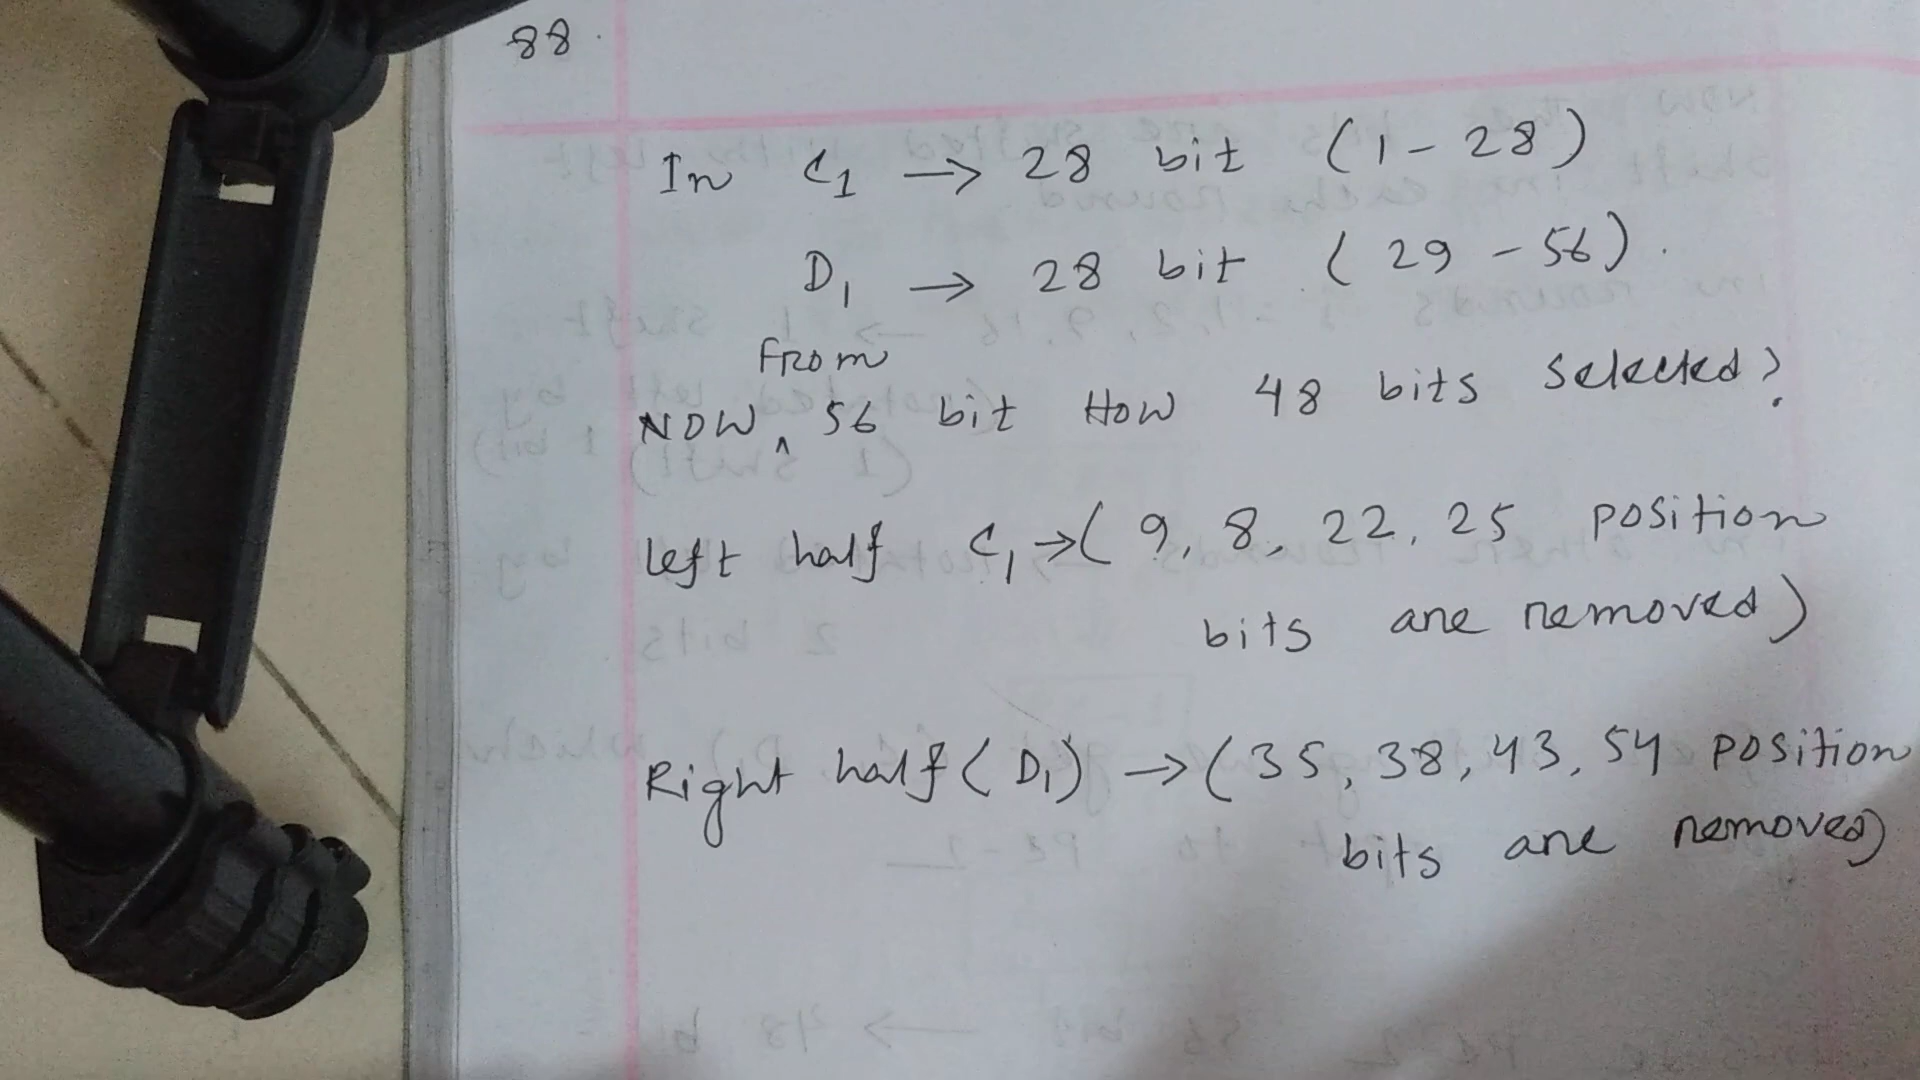 88.
In C1 → 28 bit (1 - 28)
D1 → 28 bit (29 - 56).
From
NOW ^ 56 bit How 48 bits selected?
left half C1 → (9, 8, 22, 25 position
bits are removed)
Right half (D1) → (35, 38, 43, 54 position
bits are removed)